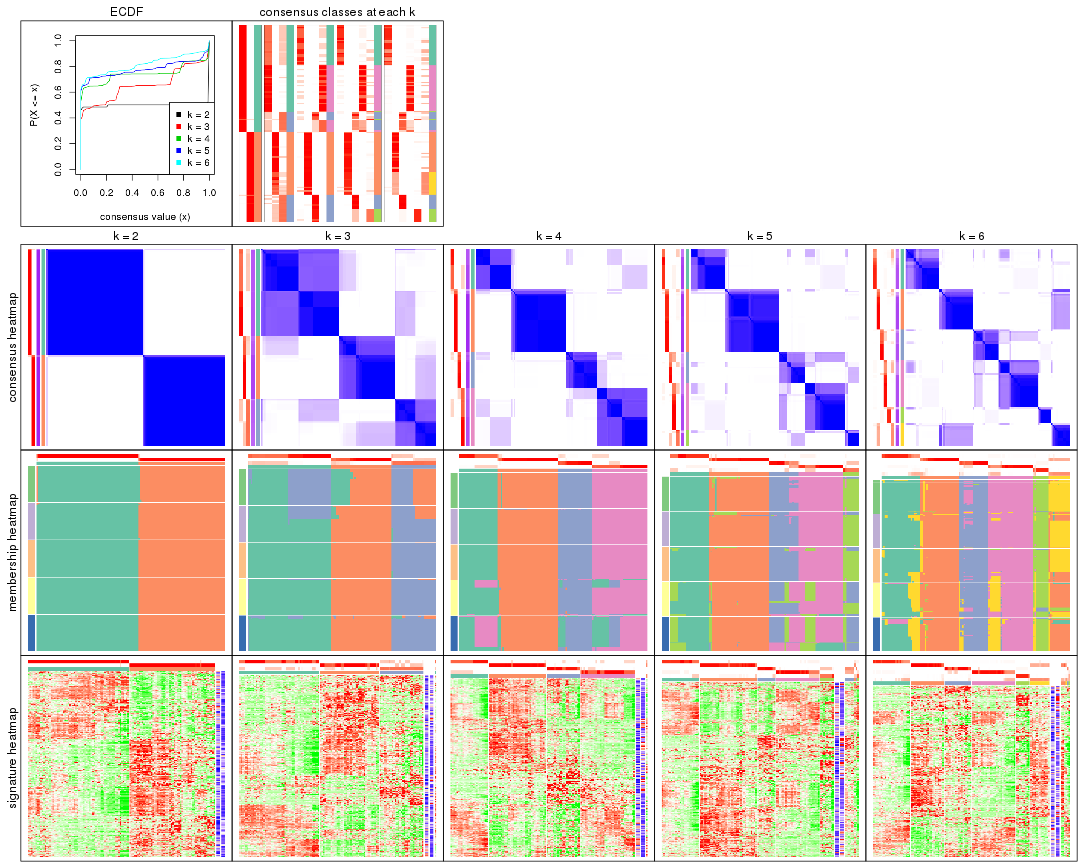 ECDF
consensus classes at each k
P(X <= x)
0.0 0.2 0.4 0.6 0.8 1.0
k = 2
k = 3
k = 4
k = 5
k = 6
0.0 0.2 0.4 0.6 0.8 1.0
consensus value (x)
k = 2 k = 3 k = 4 k = 5 k = 6
consensus heatmap
membership heatmap
signature heatmap